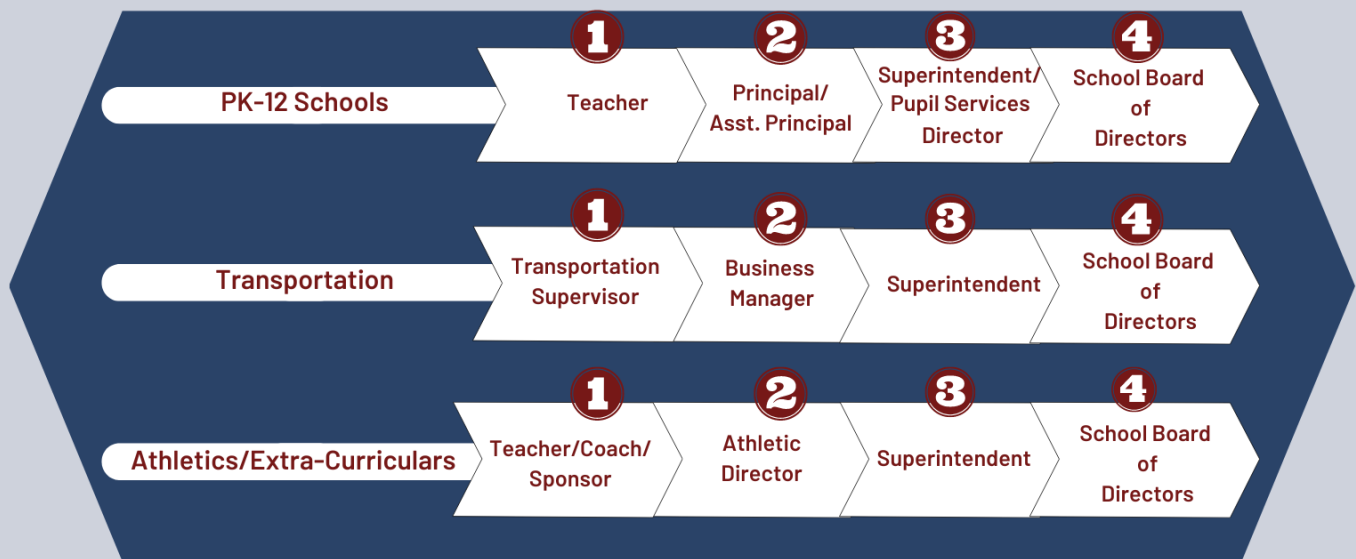 1 2 3 4
PK-12 Schools
Teacher
Principal/
Asst. Principal
Superintendent/
Pupil Services
Director
School Board
of
Directors
1 2 3 4
Transportation
Transportation
Supervisor
Business
Manager
Superintendent
School Board
of
Directors
1 2 3 4
Athletics/Extra-Curriculars
Teacher/Coach/
Sponsor
Athletic
Director
Superintendent
School Board
of
Directors